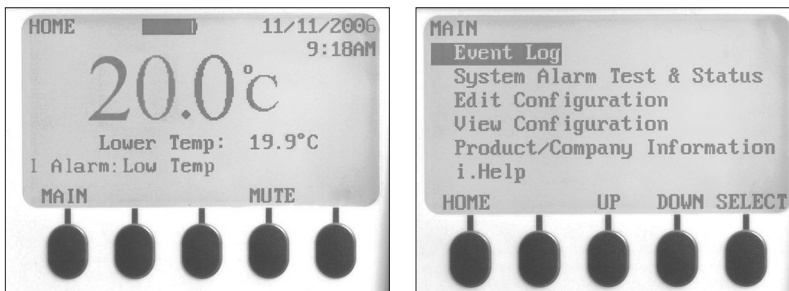 HOME 11/11/2006
9:18AM
20.0°C
Lower Temp: 19.9°C
1 Alarm:Low Temp
MAIN MUTE
MAIN
Event Log
System Alarm Test & Status
Edit Configuration
View Configuration
Product/Company Information
i.Help
HOME UP DOWN SELECT